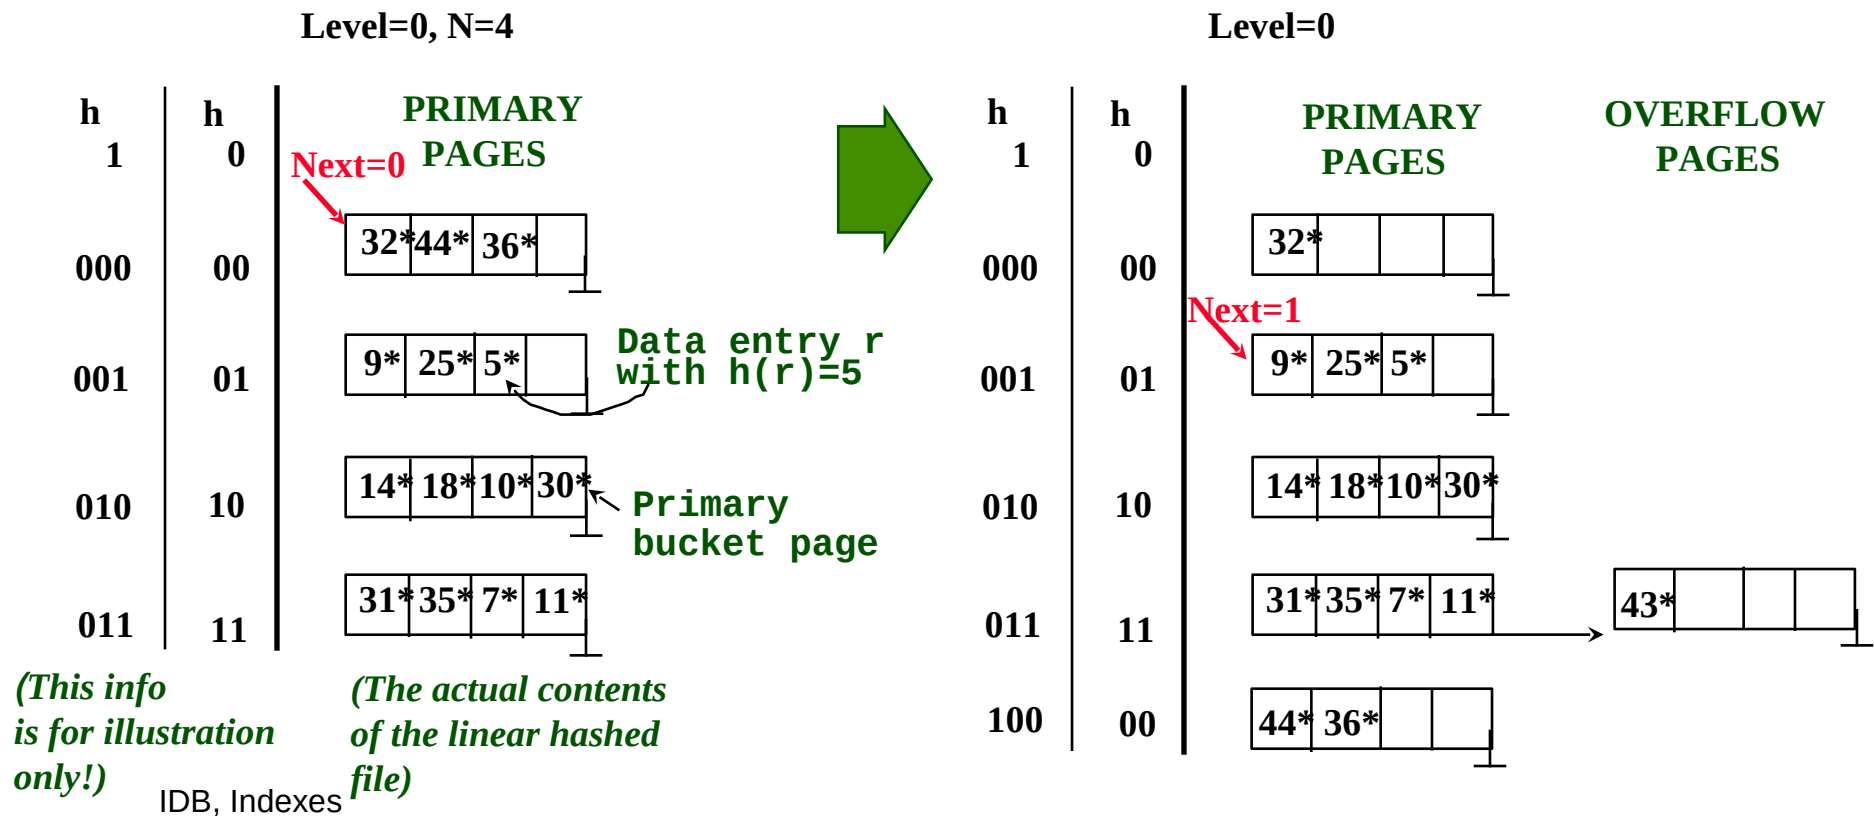 Level=0, N=4
h
1
h
0
PRIMARY
PAGES
Next=0
32* 44* 36*
000
00
9* 25* 5*
001
01
Data entry r
with h(r)=5
14* 18* 10* 30*
010
10
Primary
bucket page
31* 35* 7* 11*
011
11
(This info
is for illustration
only!)
(The actual contents
of the linear hashed
file)
IDB, Indexes
Level=0
h
1
h
0
PRIMARY
PAGES
OVERFLOW
PAGES
32*
000
00
Next=1
9* 25* 5*
001
01
14* 18* 10* 30*
010
10
31* 35* 7* 11*
43*
011
11
44* 36*
100
00